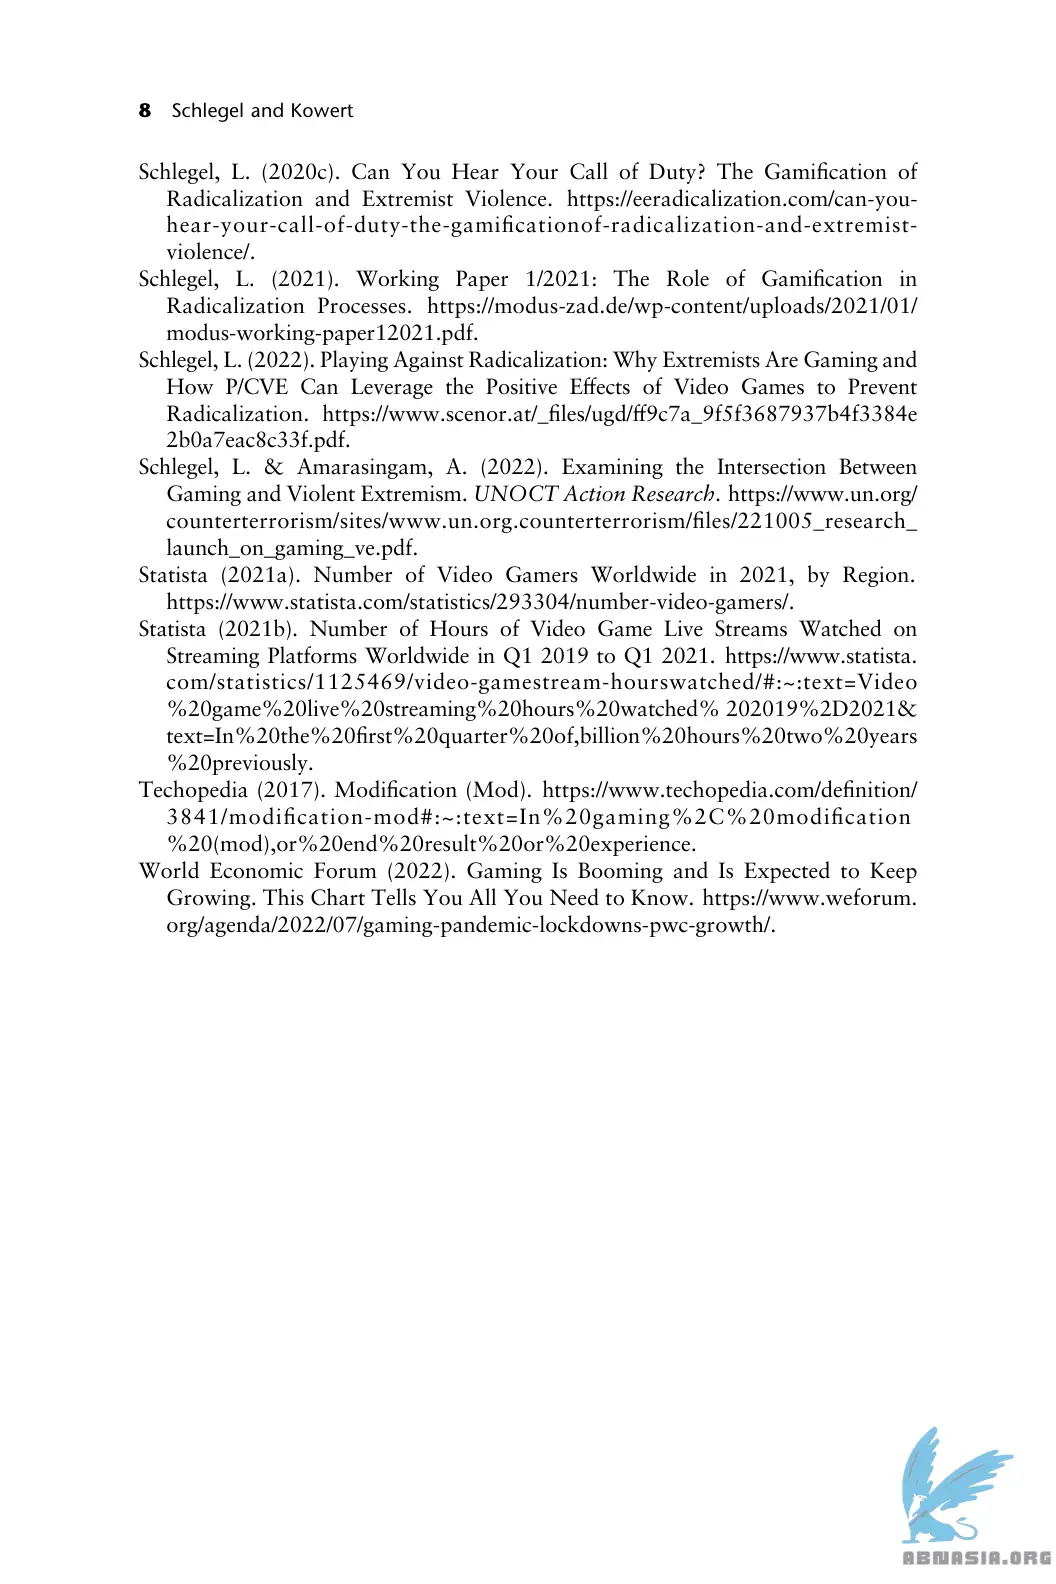 8 Schlegel and Kowert
Schlegel, L. (2020c). Can You Hear Your Call of Duty? The Gamification of
Radicalization and Extremist Violence. https://eeradicalization.com/can-you-
hear-your-call-of-duty-the-gamificationof-radicalization-and-extremist-
violence/.
Schlegel, L. (2021). Working Paper 1/2021: The Role of Gamification in
Radicalization Processes. https://modus-zad.de/wp-content/uploads/2021/01/
modus-working-paper12021.pdf.
Schlegel, L. (2022). Playing Against Radicalization: Why Extremists Are Gaming and
How P/CVE Can Leverage the Positive Effects of Video Games to Prevent
Radicalization. https://www.scenor.at/_files/ugd/ff9c7a_9f5f3687937b4f3384e
2b0a7eac8c33f.pdf.
Schlegel, L. & Amarasingam, A. (2022). Examining the Intersection Between
Gaming and Violent Extremism. UNOCT Action Research. https://www.un.org/
counterterrorism/sites/www.un.org.counterterrorism/files/221005_research_
launch_on_gaming_ve.pdf.
Statista (2021a). Number of Video Gamers Worldwide in 2021, by Region.
https://www.statista.com/statistics/293304/number-video-gamers/.
Statista (2021b). Number of Hours of Video Game Live Streams Watched on
Streaming Platforms Worldwide in Q1 2019 to Q1 2021. https://www.statista.
com/statistics/1125469/video-gamestream-hourswatched/#:~:text=Video
%20game%20live%20streaming%20hours%20watched% 202019%2D2021&
text=In%20the%20first%20quarter%20of,billion%20hours%20two%20years
%20previously.
Techopedia (2017). Modification (Mod). https://www.techopedia.com/definition/
3841/modification-mod#:~:text=In%20gaming%2C%20modification
%20(mod),or%20end%20result%20or%20experience.
World Economic Forum (2022). Gaming Is Booming and Is Expected to Keep
Growing. This Chart Tells You All You Need to Know. https://www.weforum.
org/agenda/2022/07/gaming-pandemic-lockdowns-pwc-growth/.
ABNASIA.ORG